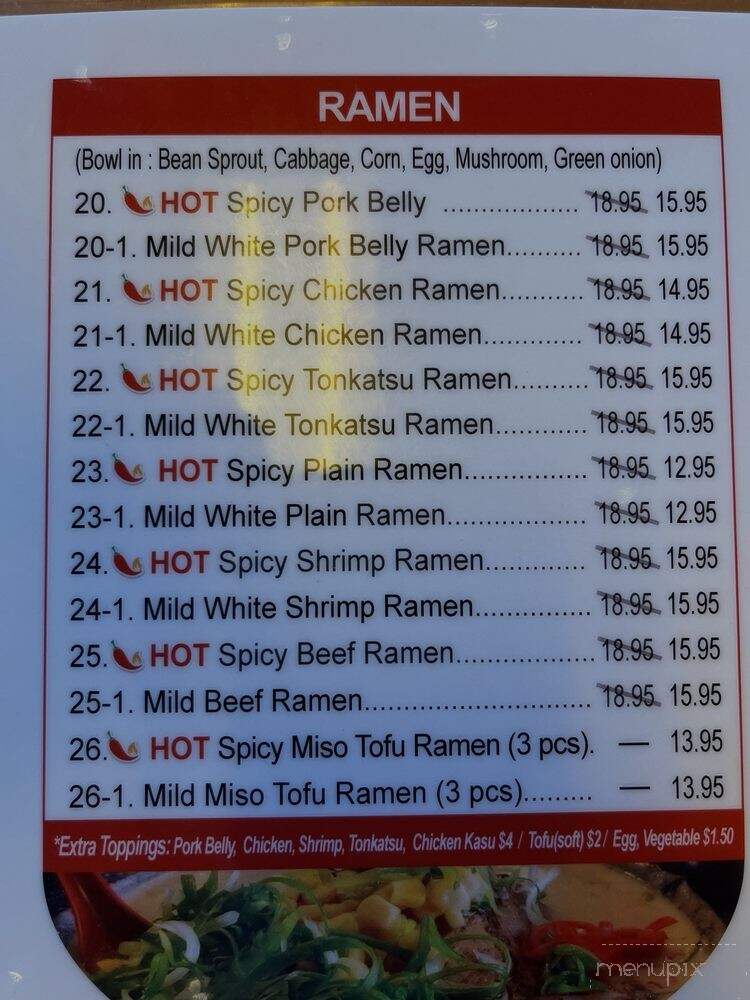 RAMEN
(Bowl in : Bean Sprout, Cabbage, Corn, Egg, Mushroom, Green onion)
20. HOT Spicy Pork Belly .................. 18.95 15.95
20-1. Mild White Pork Belly Ramen.......... 18.95 15.95
21. HOT Spicy Chicken Ramen........... 18.95 14.95
21-1. Mild White Chicken Ramen............. 18.95 14.95
22. HOT Spicy Tonkatsu Ramen.......... 18.95 15.95
22-1. Mild White Tonkatsu Ramen............ 18.95 15.95
23. HOT Spicy Plain Ramen................ 18.95 12.95
23-1. Mild White Plain Ramen.................. 18.95 12.95
24. HOT Spicy Shrimp Ramen............. 18.95 15.95
24-1. Mild White Shrimp Ramen............... 18.95 15.95
25. HOT Spicy Beef Ramen.................. 18.95 15.95
25-1. Mild Beef Ramen............................. 18.95 15.95
26. HOT Spicy Miso Tofu Ramen (3 pcs). — 13.95
26-1. Mild Miso Tofu Ramen (3 pcs)......... — 13.95
*Extra Toppings: Pork Belly, Chicken, Shrimp, Tonkatsu, Chicken Kasu $4 / Tofu(soft) $2/ Egg, Vegetable $1.50
menupix